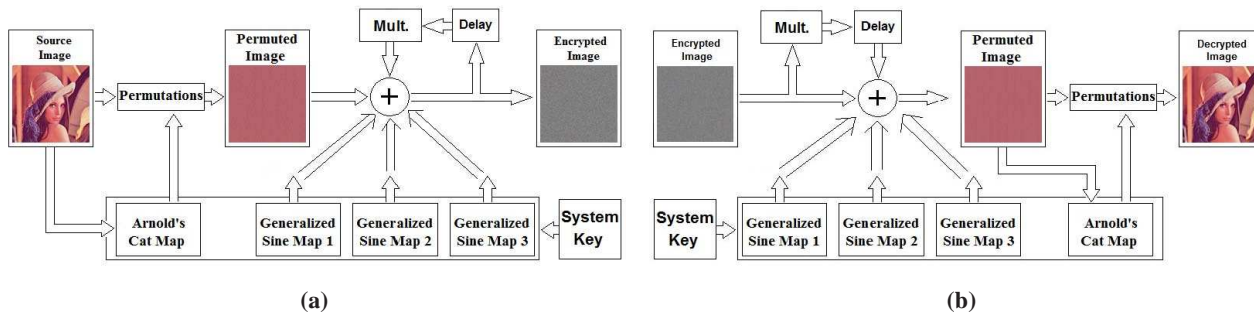 Source
Image
Permutations
Permuted
Image
Mult.
Delay
+
Encrypted
Image
Arnold's
Cat Map
Generalized
Sine Map 1
Generalized
Sine Map 2
Generalized
Sine Map 3
System
Key
(a)
Encrypted
Image
Mult.
Delay
+
Permuted
Image
Permutations
Decrypted
Image
System
Key
Generalized
Sine Map 1
Generalized
Sine Map 2
Generalized
Sine Map 3
Arnold's
Cat Map
(b)